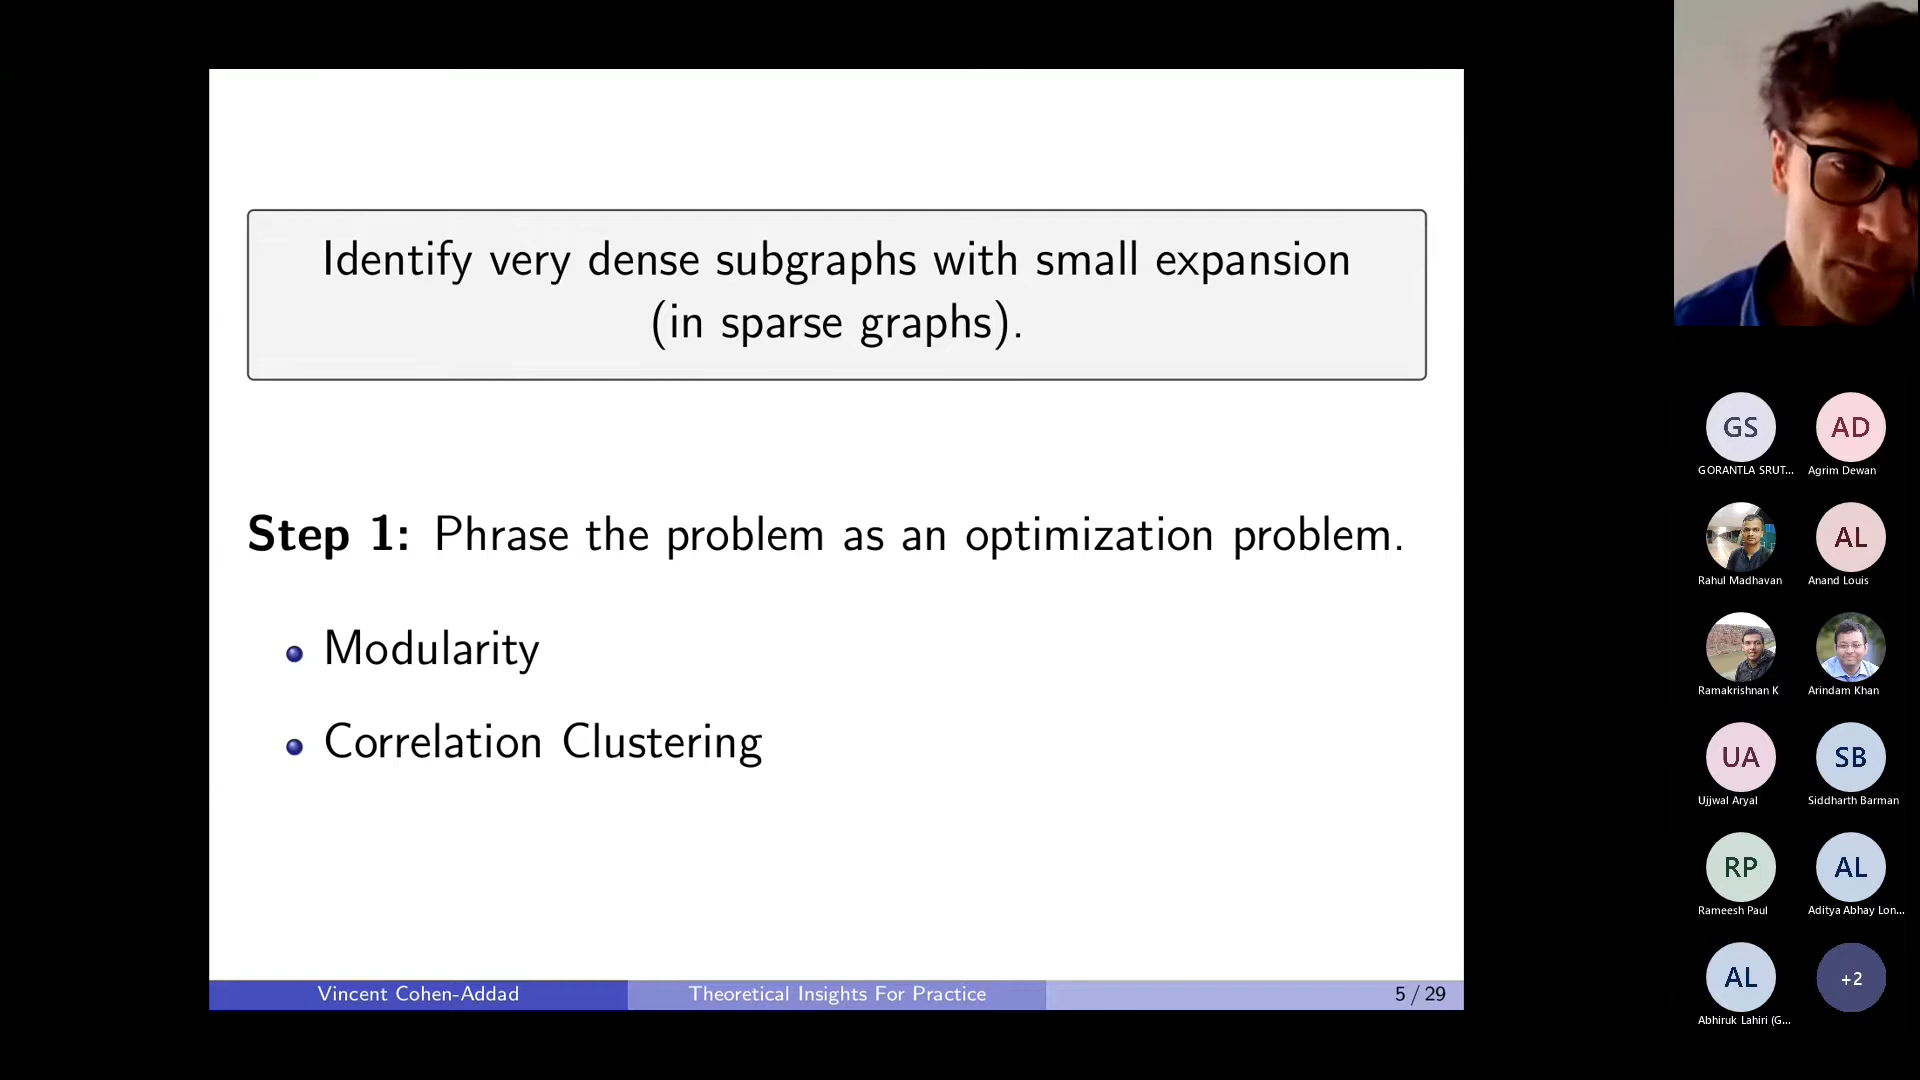 Identify very dense subgraphs with small expansion
(in sparse graphs).
Step 1: Phrase the problem as an optimization problem.
Modularity
Correlation Clustering
Vincent Cohen-Addad
Theoretical Insights For Practice
5 / 29
GS
GORANTLA SRUT...
AD
Agrim Dewan
Rahul Madhavan
AL
Anand Louis
Ramakrishnan K
Arindam Khan
UA
Ujjwal Aryal
SB
Siddharth Barman
RP
Rameesh Paul
AL
Aditya Abhay Lon...
AL
Abhiruk Lahiri (G...
+2